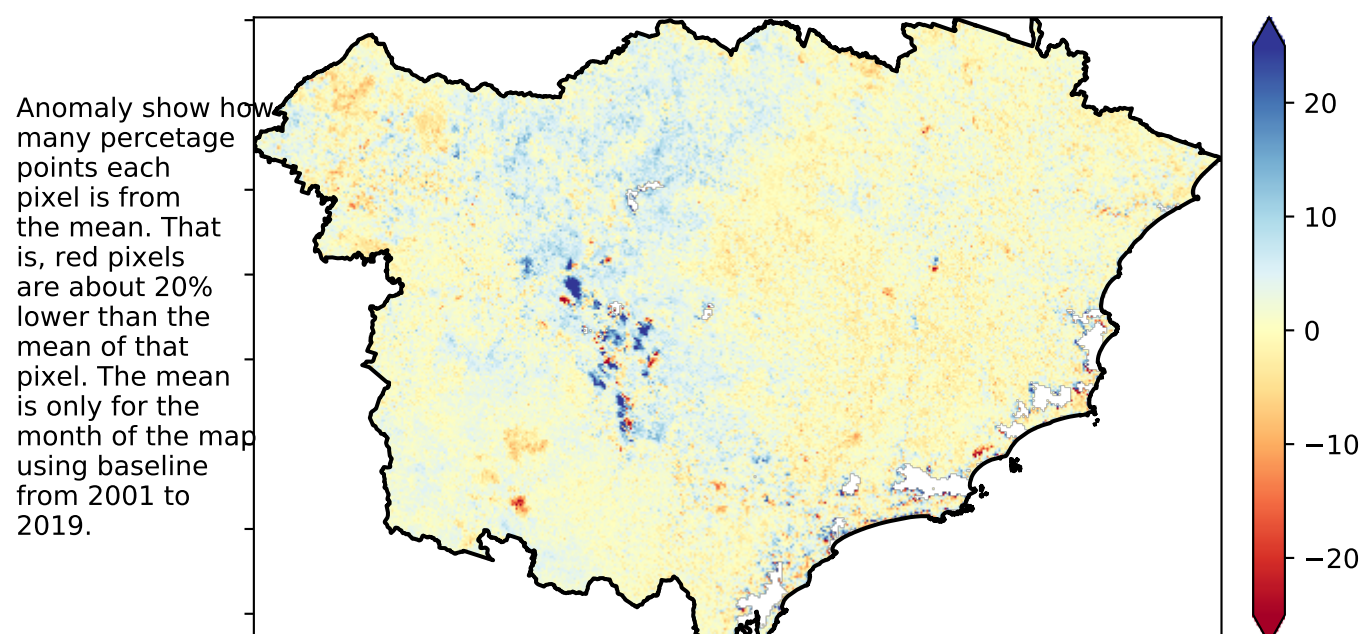 Anomaly show how
many percetage
points each
pixel is from
the mean. That
is, red pixels
are about 20%
lower than the
mean of that
pixel. The mean
is only for the
month of the map
using baseline
from 2001 to
2019.
20
10
0
−10
−20